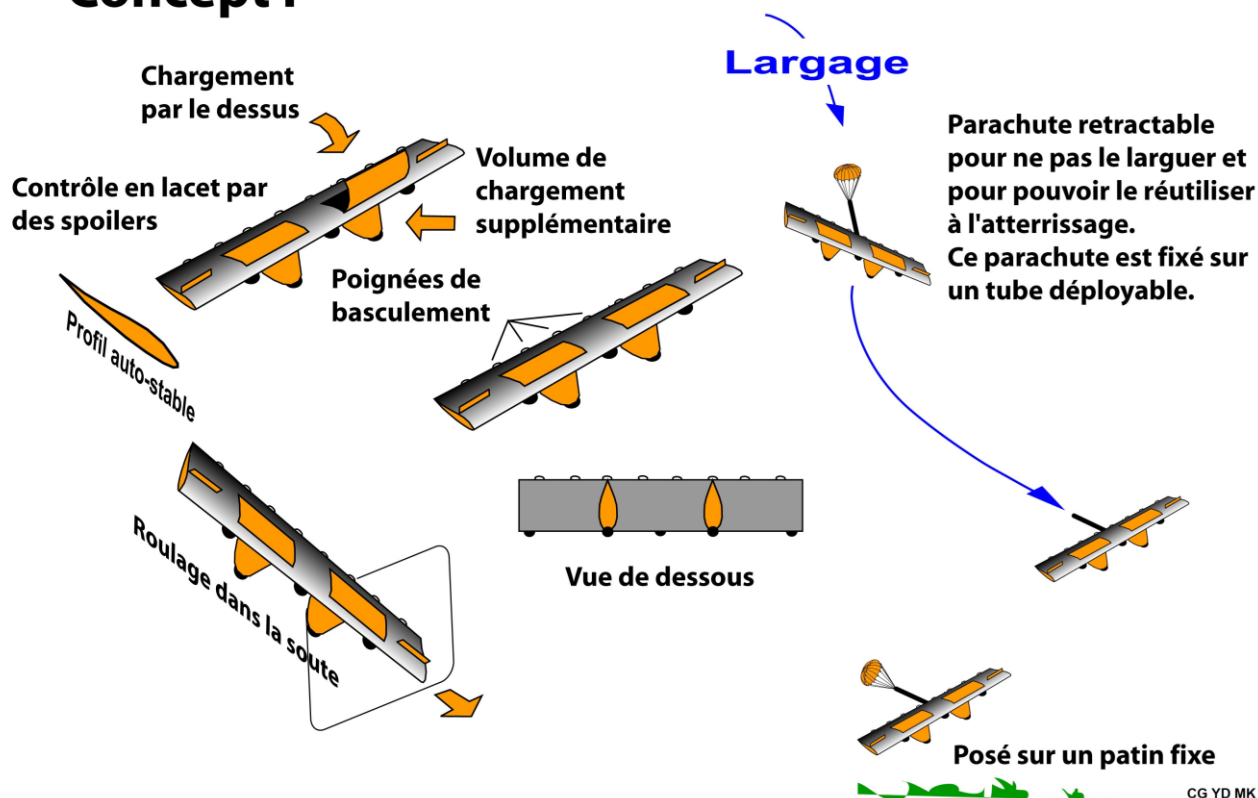 Concept I
Largage
Chargement
par le dessus
Parachute retractable
pour ne pas le larguer et
pour pouvoir le réutiliser
à l'atterrissage.
Ce parachute est fixé sur
un tube déployable.
Volume de
chargement
supplémentaire
Contrôle en lacet par
des spoilers
Poignées de
basculement
Profil auto-stable
Roulage dans la soute
Vue de dessous
Posé sur un patin fixe
CG YD MK